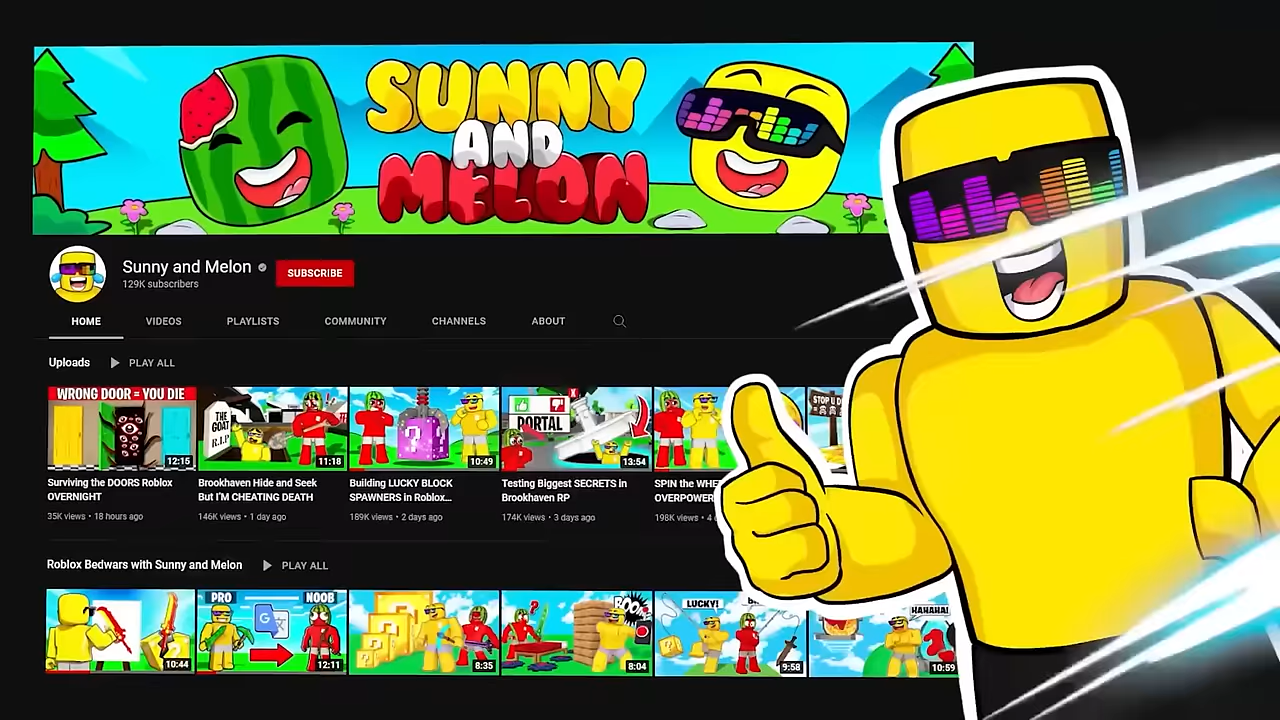 SUNNY
AND
MELON
Sunny and Melon
129K subscribers
SUBSCRIBE
HOME VIDEOS PLAYLISTS COMMUNITY CHANNELS ABOUT
Uploads PLAY ALL
WRONG DOOR = YOU DIE
THE
GOAT
R.I.P
PORTAL
STOP
12:15 11:18 10:49 13:54
Surviving the DOORS Roblox
OVERNIGHT
35K views • 18 hours ago
Brookhaven Hide and Seek
But I'M CHEATING DEATH
146K views • 1 day ago
Building LUCKY BLOCK
SPAWNERS in Roblox...
189K views • 2 days ago
Testing Biggest SECRETS in
Brookhaven RP
174K views • 3 days ago
SPIN the
198K views •
Roblox Bedwars with Sunny and Melon PLAY ALL
PRO NOOB
BOOM
LUCKY!
HAHAHA!
10:44 12:11 8:35 8:04 9:58 10:59